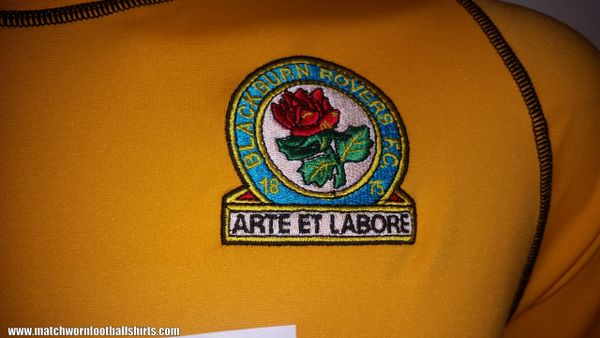 BLACKBURN ROVERS F.C.
18 75
ARTE ET LABORE
www.matchwornfootballshirts.com